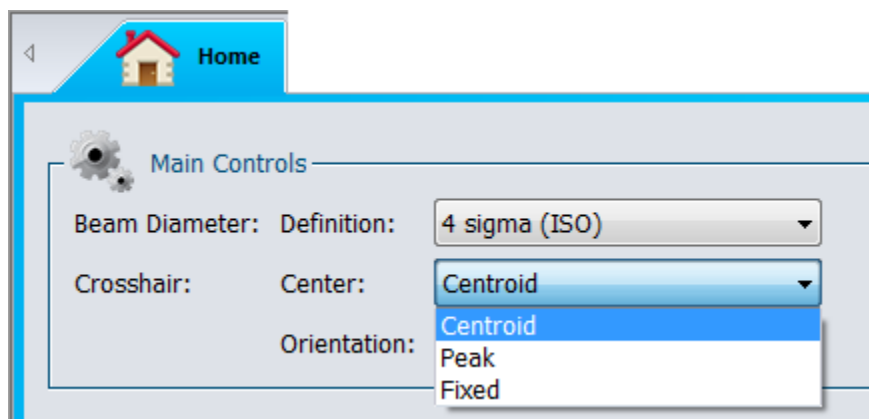 Home
Main Controls
Beam Diameter: Definition: 4 sigma (ISO)
Crosshair: Center: Centroid
Centroid
Orientation:
Peak
Fixed